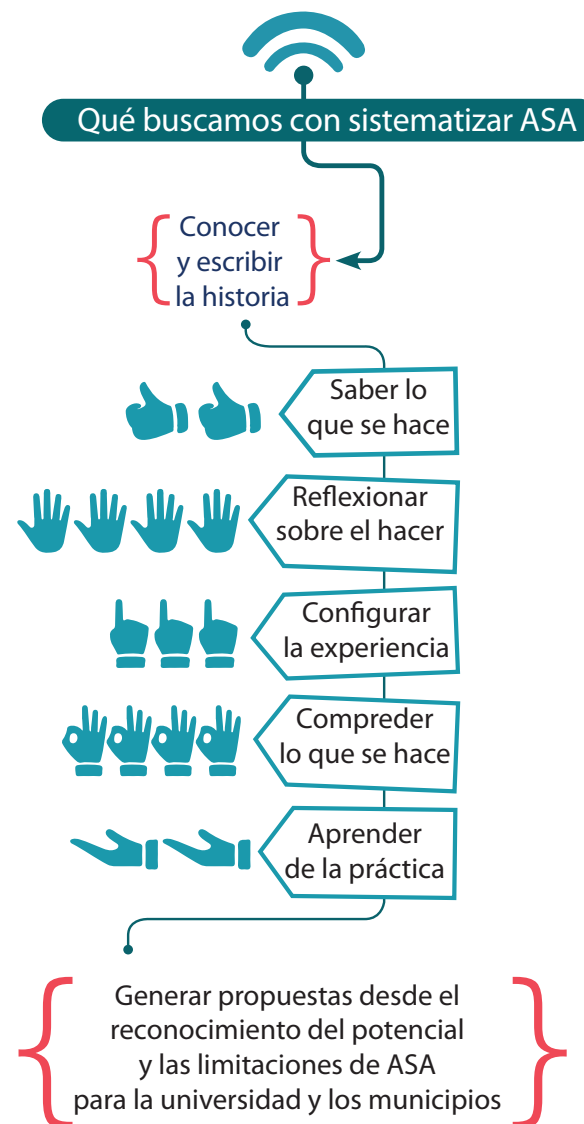 Qué buscamos con sistematizar ASA
Conocer
y escribir
la historia
Saber lo
que se hace
Reflexionar
sobre el hacer
Configurar
la experiencia
Compreder
lo que se hace
Aprender
de la práctica
Generar propuestas desde el
reconocimiento del potencial
y las limitaciones de ASA
para la universidad y los municipios